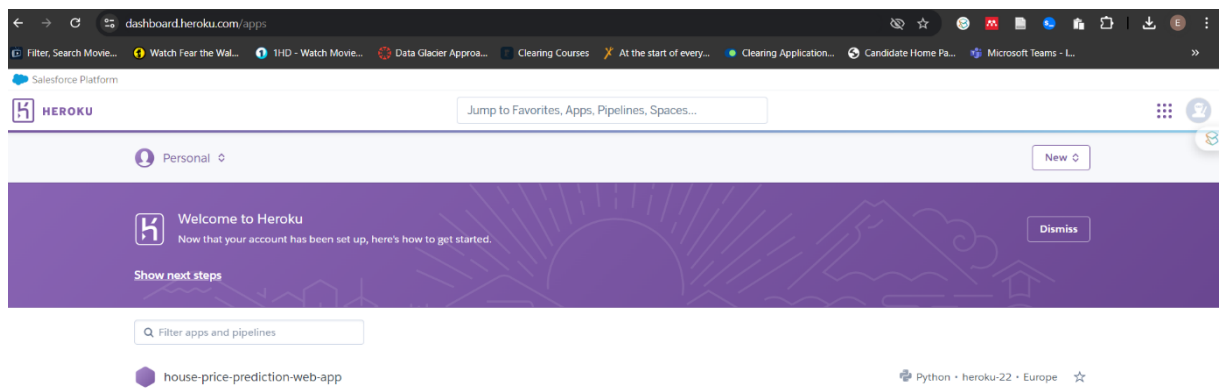 dashboard.heroku.com/apps
E
Filter, Search Movie... Watch Fear the Wal... 1HD - Watch Movie... Data Glacier Approa... Clearing Courses At the start of every... Clearing Application... Candidate Home Pa... Microsoft Teams - L... »
Salesforce Platform
HEROKU Jump to Favorites, Apps, Pipelines, Spaces...
Personal New
Welcome to Heroku
Now that your account has been set up, here's how to get started.
Dismiss
Show next steps
Filter apps and pipelines
house-price-prediction-web-app Python • heroku-22 • Europe